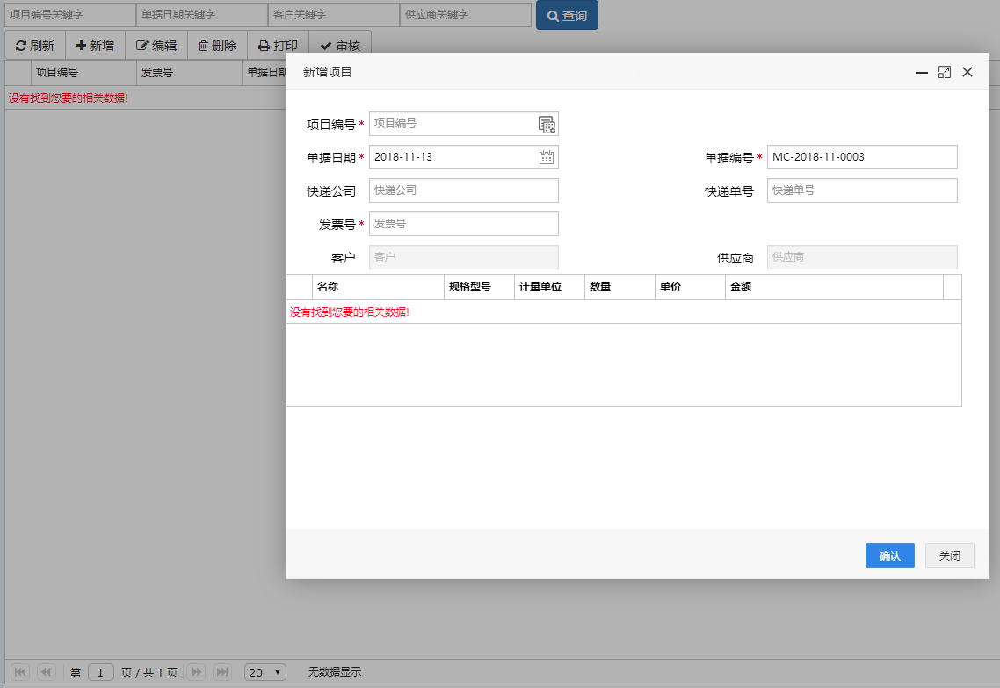 项目编号关键字 单据日期关键字 客户关键字 供应商关键字 查询
刷新 新增 编辑 删除 打印 审核
项目编号 发票号 单据日期
没有找到您要的相关数据!
新增项目
项目编号* 项目编号
单据日期* 2018-11-13 单据编号* MC-2018-11-0003
快递公司 快递公司 快递单号 快递单号
发票号* 发票号
客户 客户 供应商 供应商
名称 规格型号 计量单位 数量 单价 金额
没有找到您要的相关数据!
确认 关闭
第 1 页 / 共 1 页 20 无数据显示